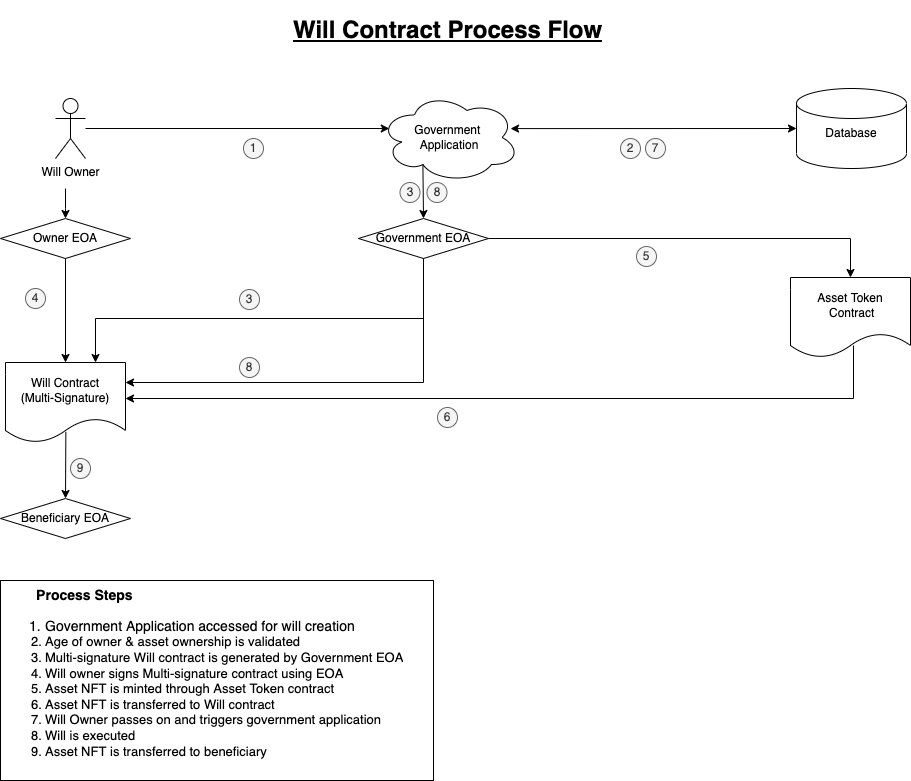 Will Contract Process Flow
Government
Application
Database
1
2 7
Will Owner
3 8
Owner EOA
Government EOA
5
4
3
Asset Token
Contract
8
Will Contract
(Multi-Signature)
6
9
Beneficiary EOA
Process Steps
1. Government Application accessed for will creation
2. Age of owner & asset ownership is validated
3. Multi-signature Will contract is generated by Government EOA
4. Will owner signs Multi-signature contract using EOA
5. Asset NFT is minted through Asset Token contract
6. Asset NFT is transferred to Will contract
7. Will Owner passes on and triggers government application
8. Will is executed
9. Asset NFT is transferred to beneficiary